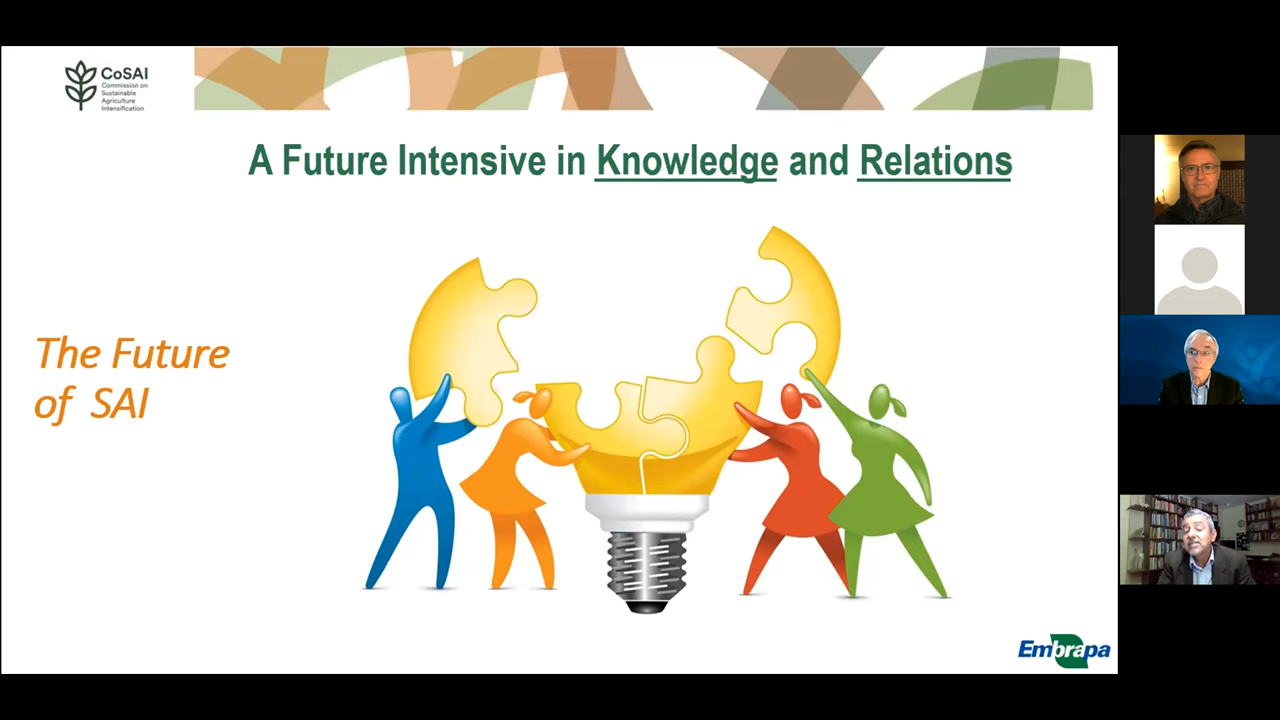 CoSAI
Commission on
Sustainable
Agriculture
Intensification
A Future Intensive in Knowledge and Relations
The Future
of SAI
Embrapa